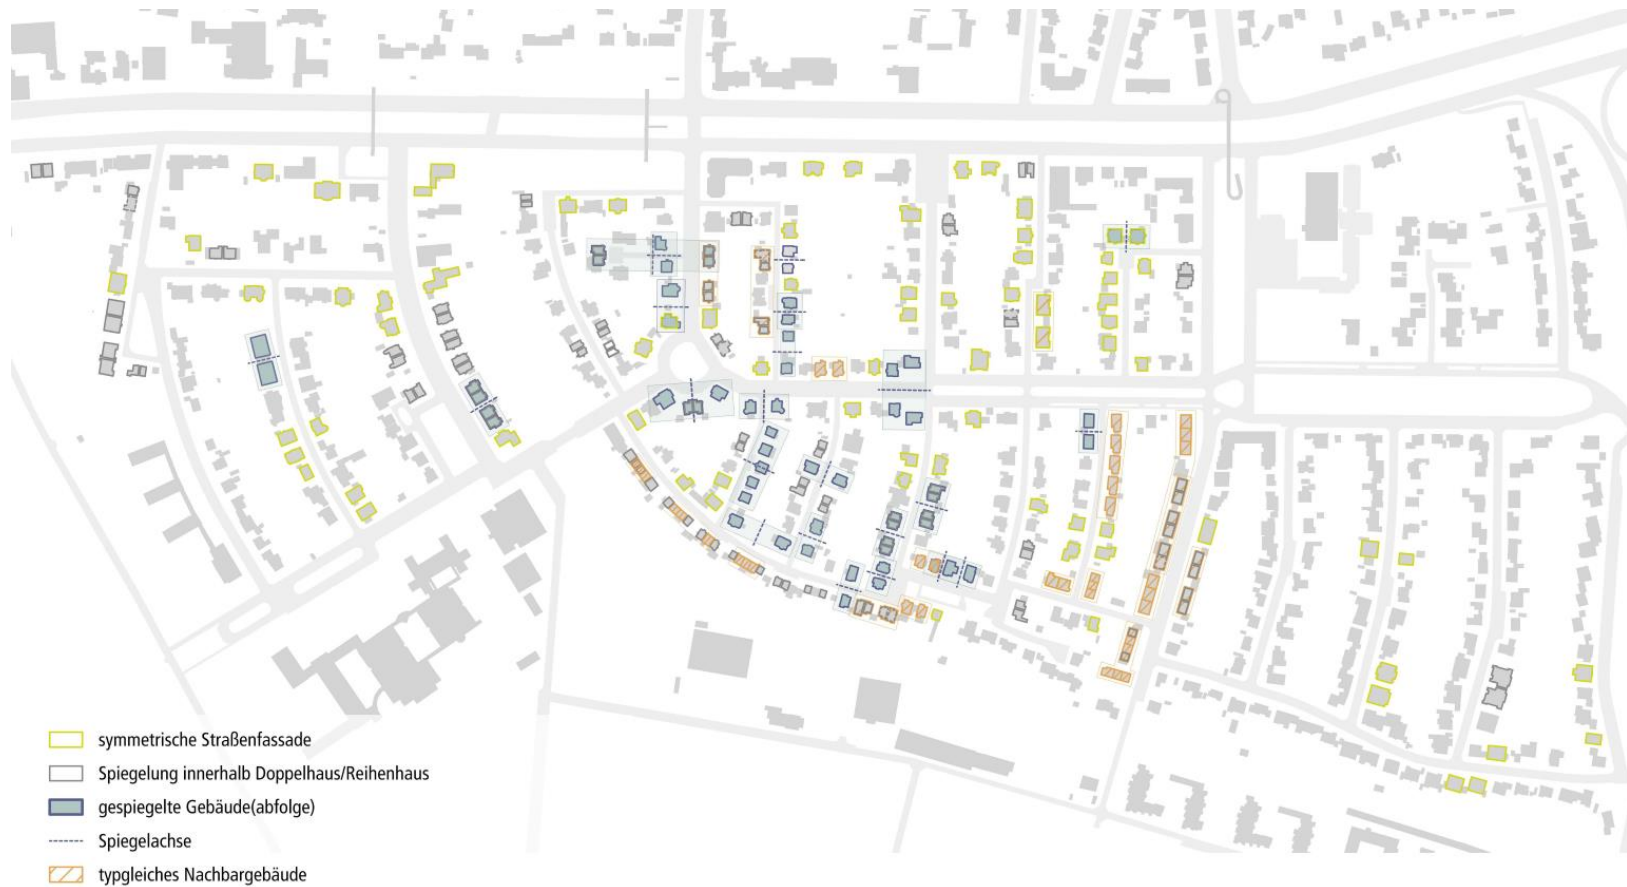 symmetrische Straßenfassade
Spiegelung innerhalb Doppelhaus/Reihenhaus
gespiegelte Gebäude(abfolge)
Spiegelachse
typgleiches Nachbargebäude